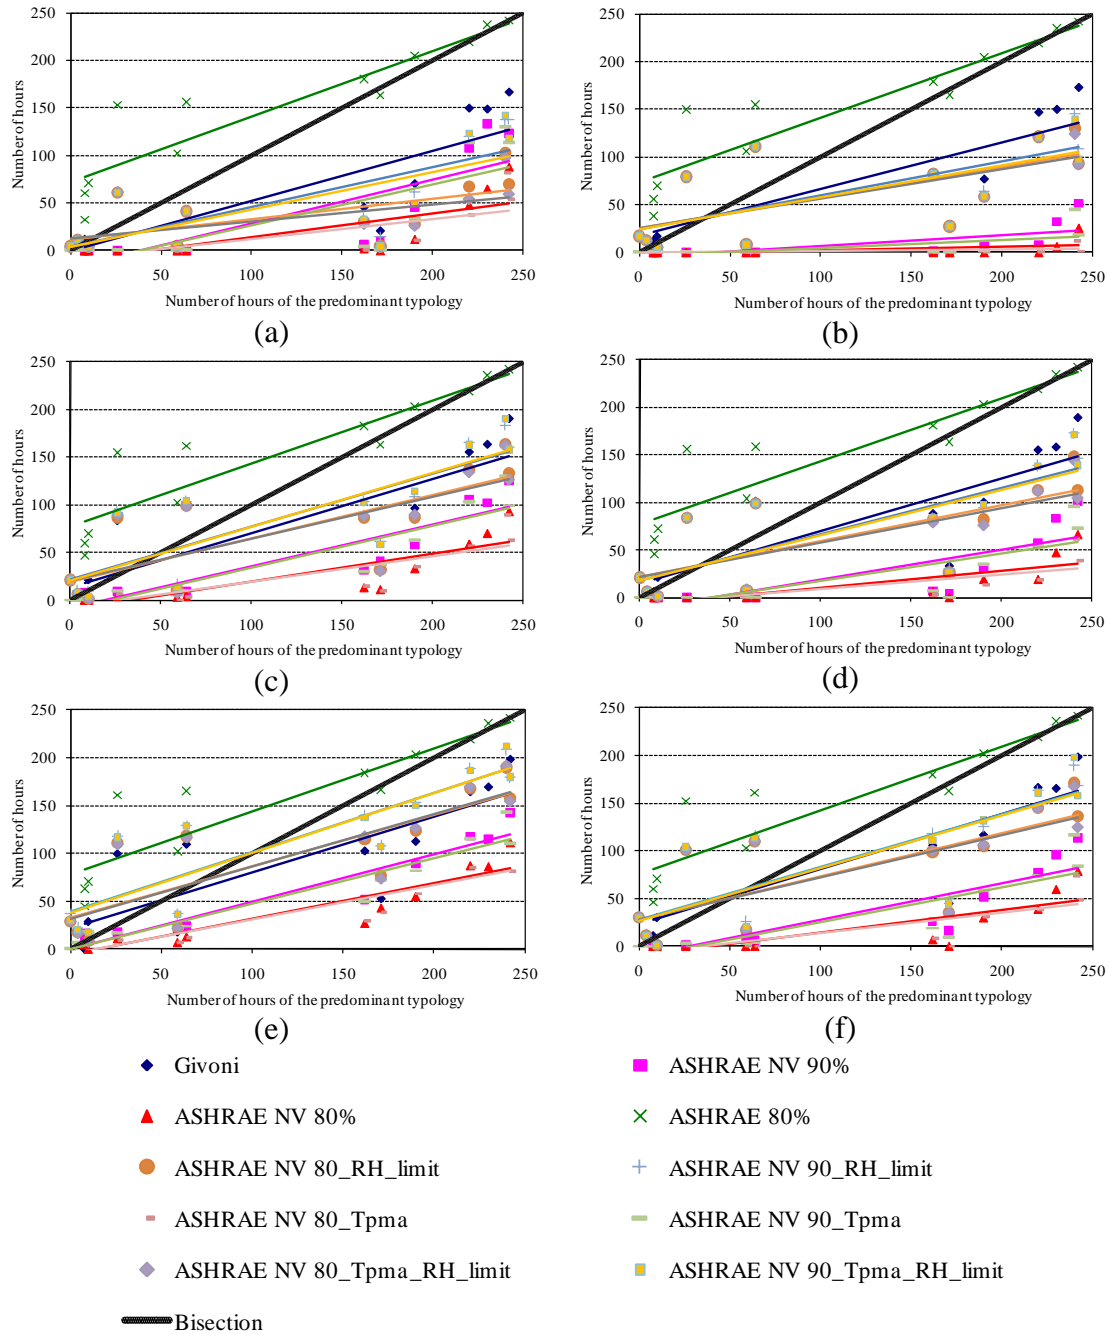 250
200
150
100
50
0
Number of hours
0 50 100 150 200 250
Number of hours of the predominant typology
(a)
250
200
150
100
50
0
Number of hours
0 50 100 150 200 250
Number of hours of the predominant typology
(b)
250
200
150
100
50
0
Number of hours
0 50 100 150 200 250
Number of hours of the predominant typology
(c)
250
200
150
100
50
0
Number of hours
0 50 100 150 200 250
Number of hours of the predominant typology
(d)
250
200
150
100
50
0
Number of hours
0 50 100 150 200 250
Number of hours of the predominant typology
(e)
250
200
150
100
50
0
Number of hours
0 50 100 150 200 250
Number of hours of the predominant typology
(f)
Givoni
ASHRAE NV 90%
ASHRAE NV 80%
ASHRAE 80%
ASHRAE NV 80_RH_limit
ASHRAE NV 90_RH_limit
ASHRAE NV 80_Tpma
ASHRAE NV 90_Tpma
ASHRAE NV 80_Tpma_RH_limit
ASHRAE NV 90_Tpma_RH_limit
Bisection